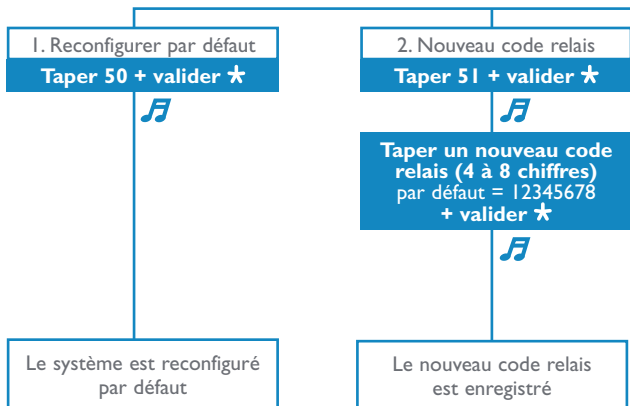 1. Reconfigurer par défaut
Taper 50 + valider *
Le système est reconfiguré
par défaut
2. Nouveau code relais
Taper 51 + valider *
Taper un nouveau code
relais (4 à 8 chiffres)
par défaut = 12345678
+ valider *
Le nouveau code relais
est enregistré